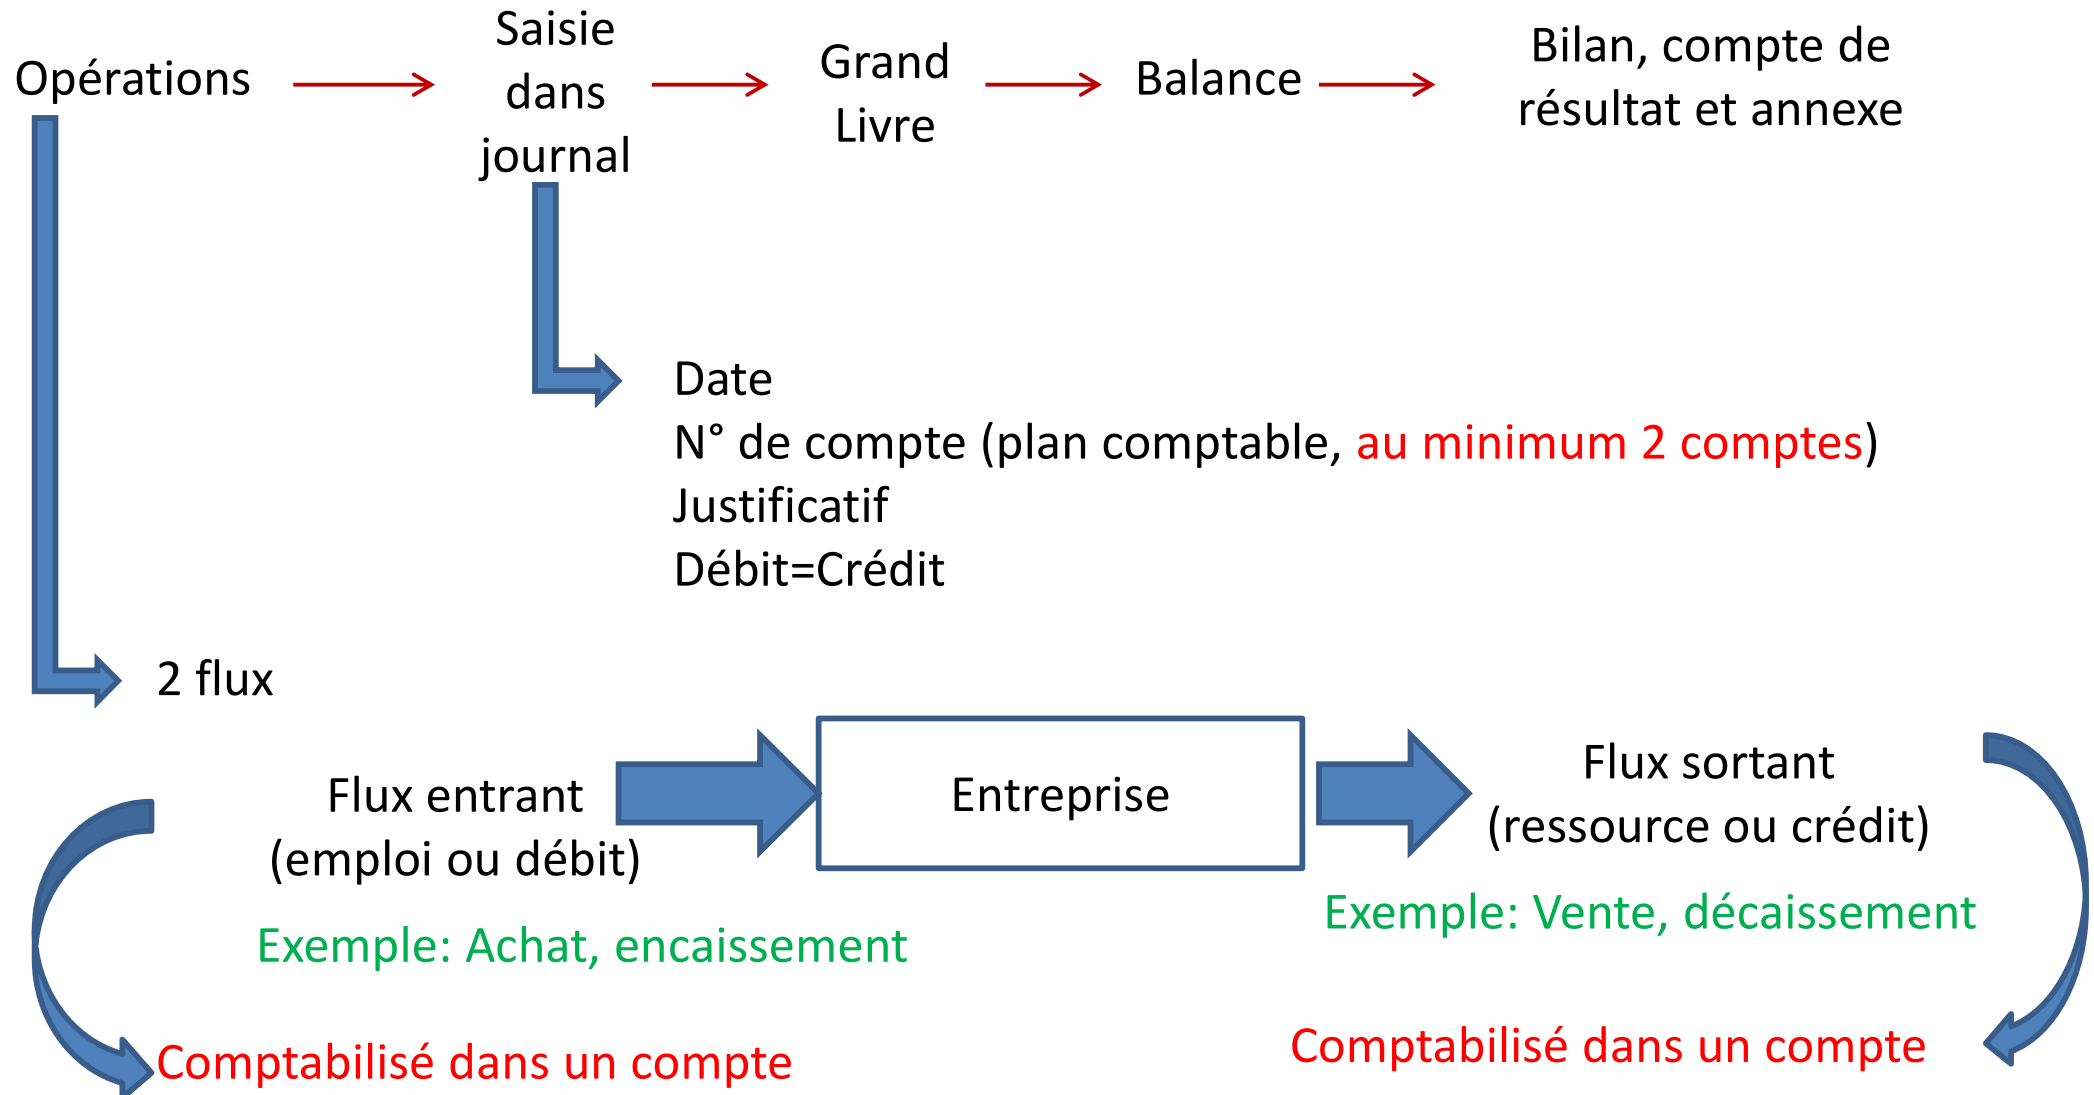 Opérations
Saisie
dans
journal
Grand
Livre
Balance
Bilan, compte de
résultat et annexe
Date
N° de compte (plan comptable, au minimum 2 comptes)
Justificatif
Débit=Crédit
2 flux
Flux entrant
(emploi ou débit)
Exemple: Achat, encaissement
Comptabilisé dans un compte
Entreprise
Flux sortant
(ressource ou crédit)
Exemple: Vente, décaissement
Comptabilisé dans un compte